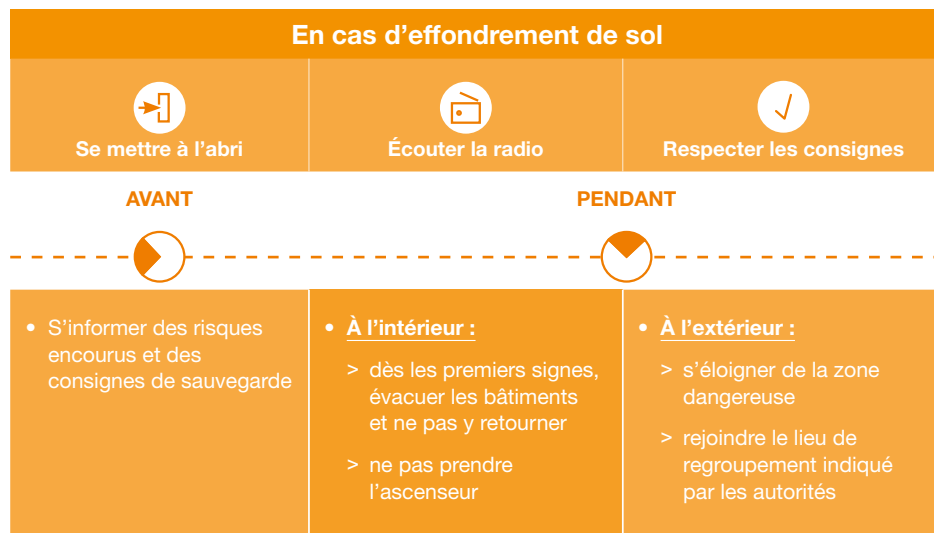 En cas d’effondrement de sol
Se mettre à l’abri
Écouter la radio
Respecter les consignes
AVANT
PENDANT
• S’informer des risques
encourus et des
consignes de sauvegarde
• À l’intérieur :
> dès les premiers signes,
évacuer les bâtiments
et ne pas y retourner
> ne pas prendre
l’ascenseur
• À l’extérieur :
> s’éloigner de la zone
dangereuse
> rejoindre le lieu de
regroupement indiqué
par les autorités